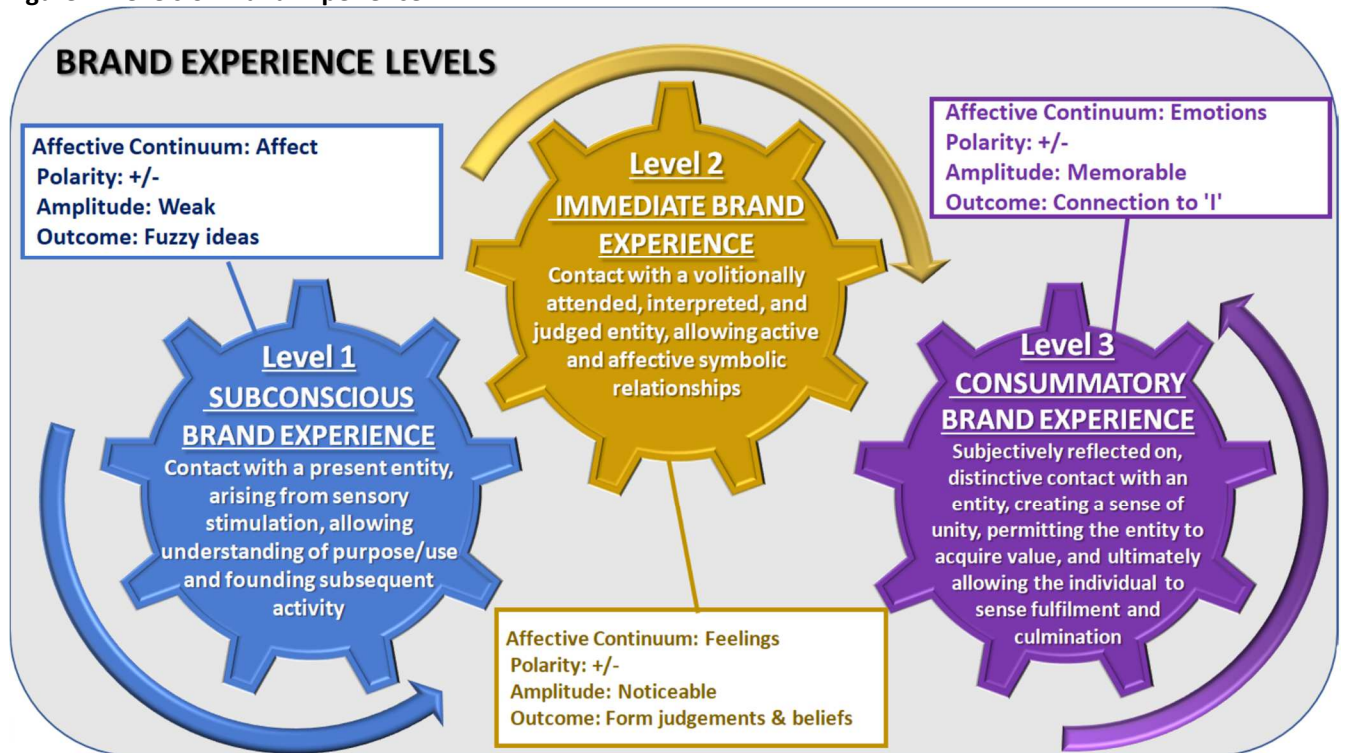 BRAND EXPERIENCE LEVELS
Affective Continuum: Affect
Polarity: +/-
Amplitude: Weak
Outcome: Fuzzy ideas
Level 1
SUBCONSCIOUS
BRAND EXPERIENCE
Contact with a present entity,
arising from sensory
stimulation, allowing
understanding of purpose/use
and founding subsequent
activity
Level 2
IMMEDIATE BRAND
EXPERIENCE
Contact with a volitionally
attended, interpreted, and
judged entity, allowing active
and affective symbolic
relationships
Affective Continuum: Feelings
Polarity: +/-
Amplitude: Noticeable
Outcome: Form judgements & beliefs
Affective Continuum: Emotions
Polarity: +/-
Amplitude: Memorable
Outcome: Connection to 'I'
Level 3
CONSUMMATORY
BRAND EXPERIENCE
Subjectively reflected on,
distinctive contact with an
entity, creating a sense of
unity, permitting the entity to
acquire value, and ultimately
allowing the individual to
sense fulfilment and
culmination